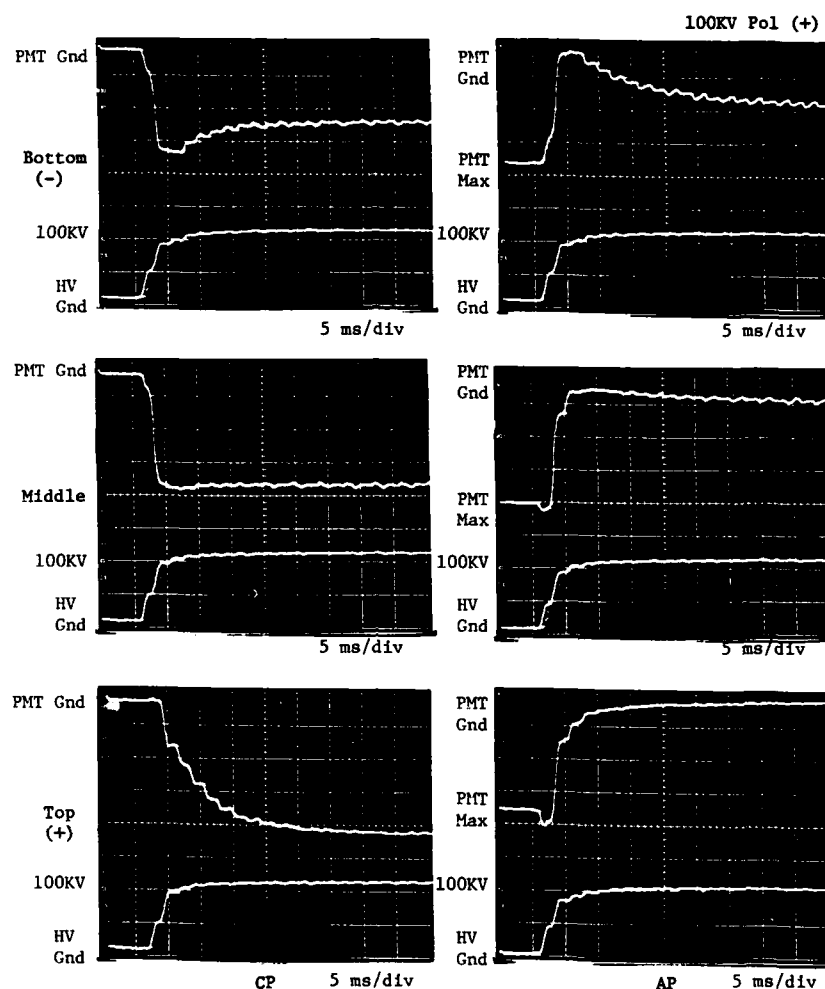 100KV Pol (+)
PMT Gnd
Bottom
(-)
100KV
HV
Gnd
5 ms/div
PMT
Gnd
PMT
Max
100KV
HV
Gnd
5 ms/div
PMT Gnd
Middle
100KV
HV
Gnd
5 ms/div
PMT
Gnd
PMT
Max
100KV
HV
Gnd
5 ms/div
PMT Gnd
Top
(+)
100KV
HV
Gnd
CP
5 ms/div
PMT
Gnd
PMT
Max
100KV
HV
Gnd
AP
5 ms/div